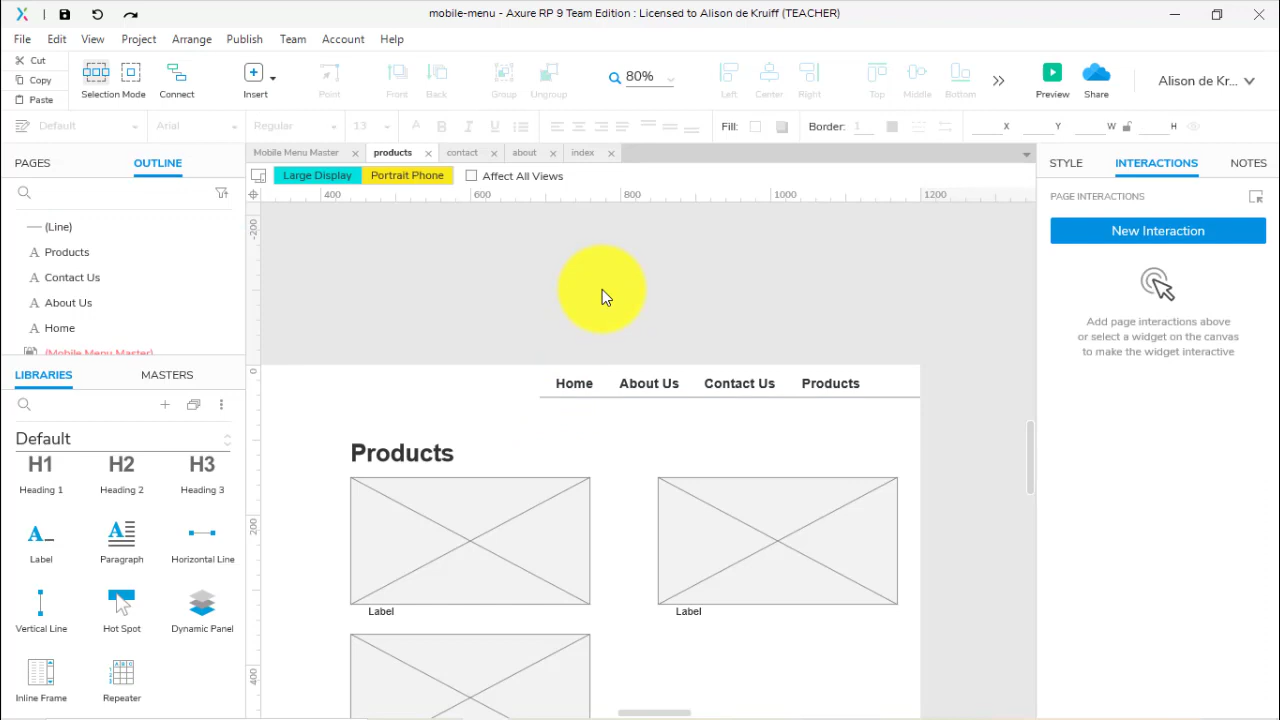 mobile-menu - Axure RP 9 Team Edition : Licensed to Alison de Kruiff (TEACHER)
File Edit View Project Arrange Publish Team Account Help
Cut
Copy
Paste
Selection Mode
Connect
Insert
Point
Front
Back
Group
Ungroup
80%
Left
Center
Right
Top
Middle
Bottom
Preview
Share
Alison de Kr...
Default
Arial
Regular
13
Fill:
Border:
1
X
Y
W
H
PAGES
OUTLINE
Mobile Menu Master
products
contact
about
index
STYLE
INTERACTIONS
NOTES
Large Display
Portrait Phone
Affect All Views
PAGE INTERACTIONS
New Interaction
Add page interactions above
or select a widget on the canvas
to make the widget interactive
400
600
800
1000
1200
-200
0
200
400
(Line)
Products
Contact Us
About Us
Home
(Mobile Menu Master)
LIBRARIES
MASTERS
Default
H1 H2 H3
Heading 1
Heading 2
Heading 3
Label
Paragraph
Horizontal Line
Vertical Line
Hot Spot
Dynamic Panel
Inline Frame
Repeater
Home About Us Contact Us Products
Products
Label
Label